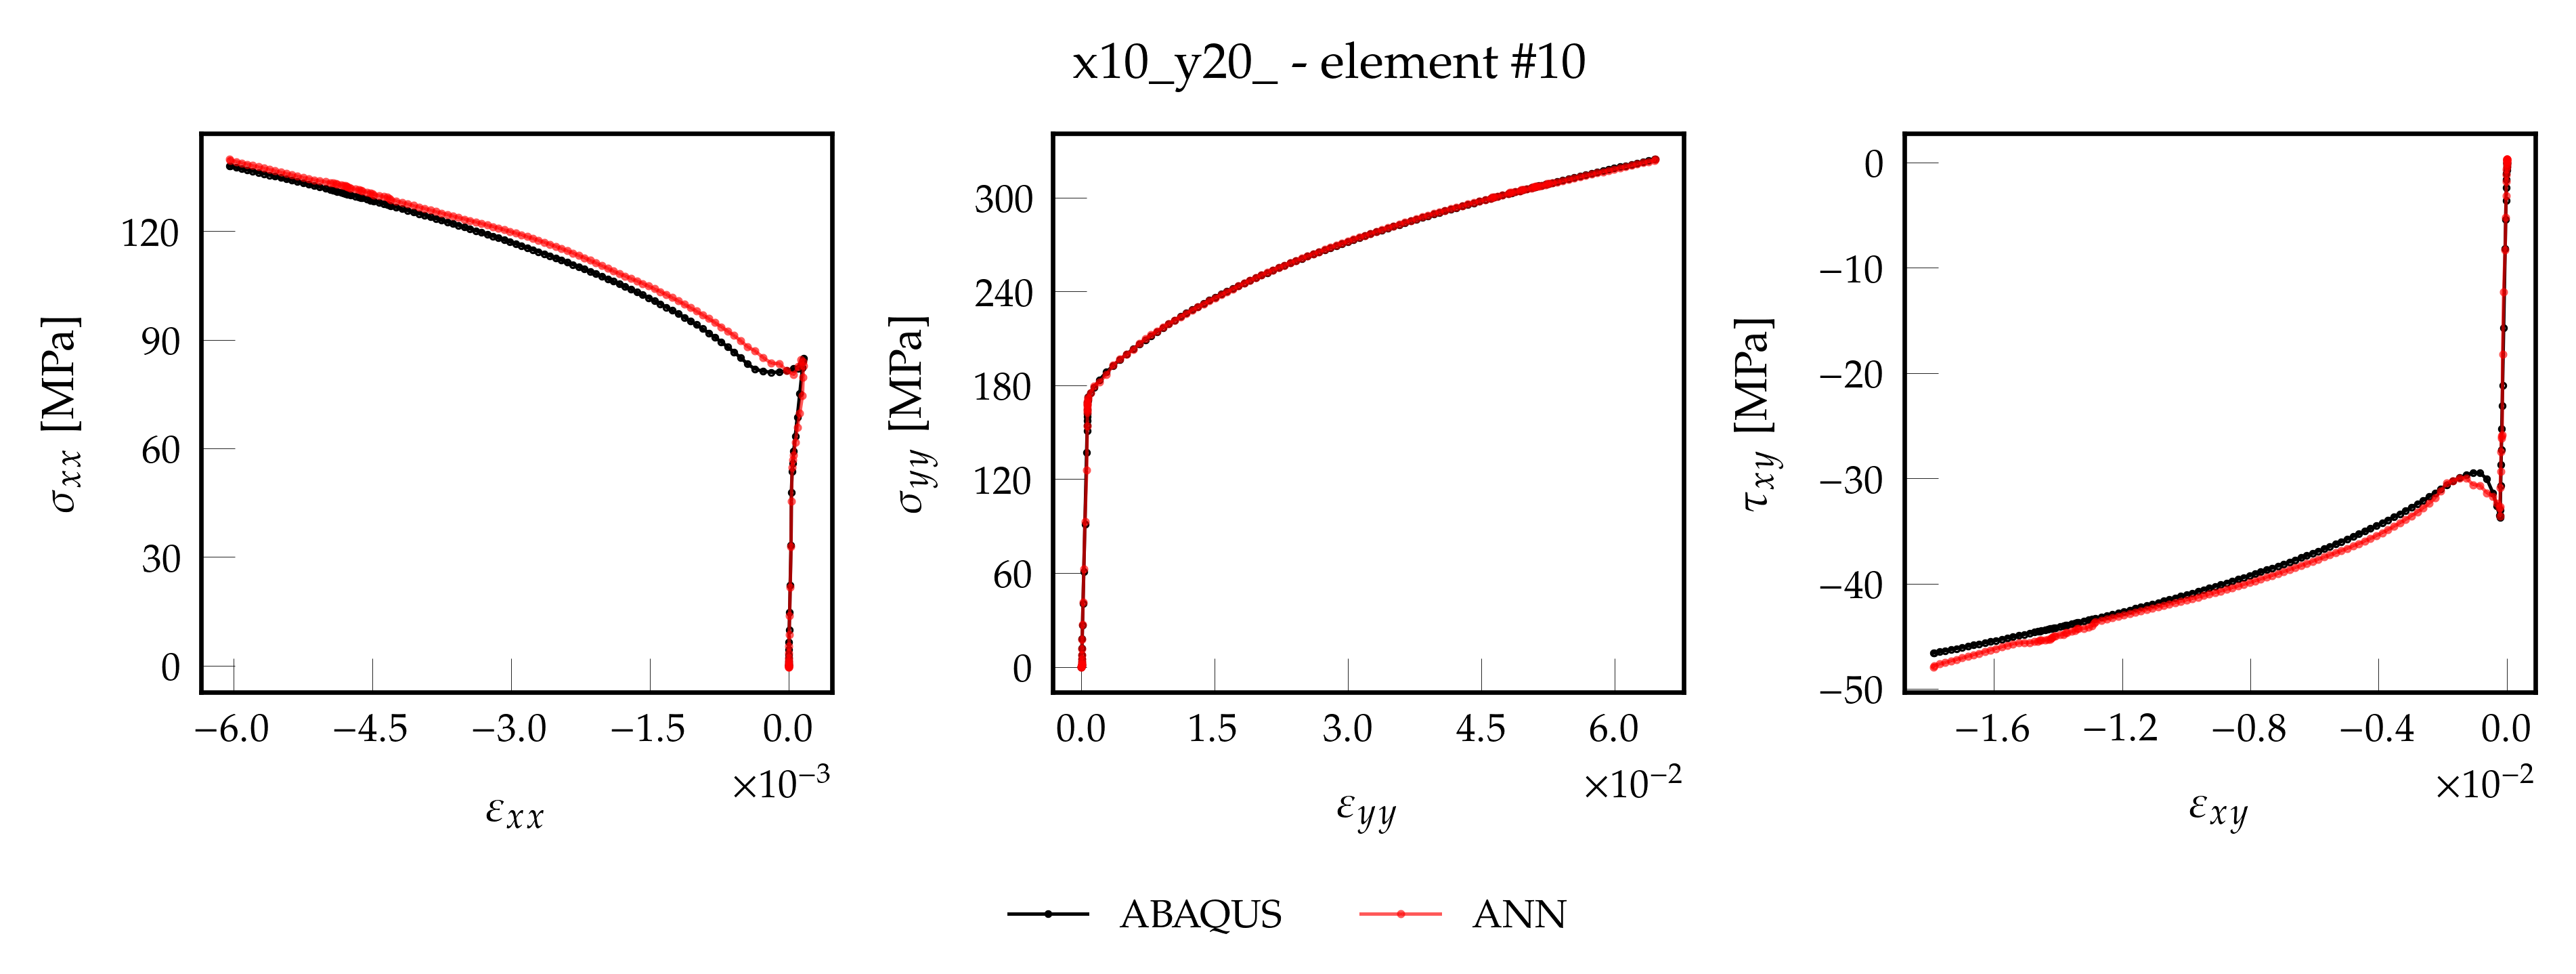 x10_y20_ - element #10
σxx [MPa]
120
90
60
30
0
−6.0 −4.5 −3.0 −1.5 0.0
×10−3
εxx
σyy [MPa]
300
240
180
120
60
0
0.0 1.5 3.0 4.5 6.0
×10−2
εyy
τxy [MPa]
0
−10
−20
−30
−40
−50
−1.6 −1.2 −0.8 −0.4 0.0
×10−2
εxy
ABAQUS ANN